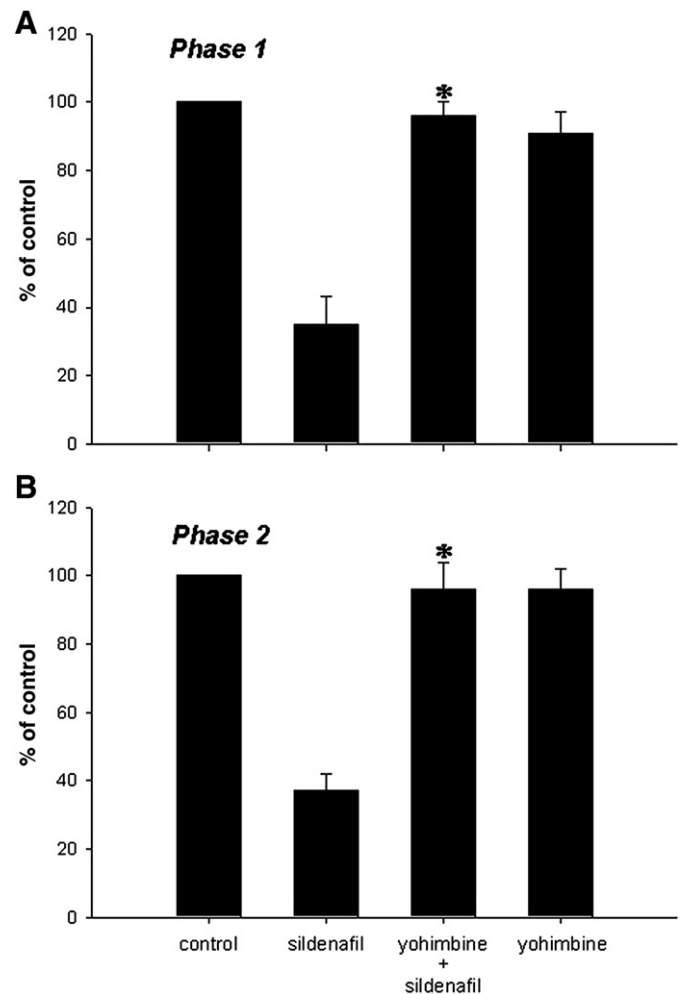 A
Phase 1
% of control
120
100
80
60
40
20
0
*
B
Phase 2
% of control
120
100
80
60
40
20
0
*
control
sildenafil
yohimbine
+
sildenafil
yohimbine